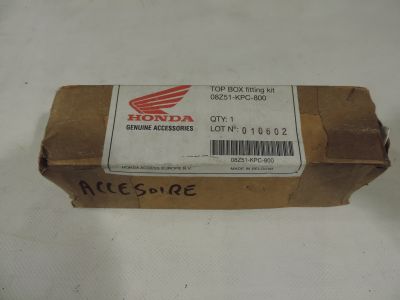 TOP BOX fitting kit
08Z51-KPC-800
HONDA
GENUINE ACCESSORIES
QTY: 1
LOT Nº: 010602
08Z51-KPC-800
HONDA ACCESS EUROPE N.V.
MADE IN BELGIUM
ACCESOIRE